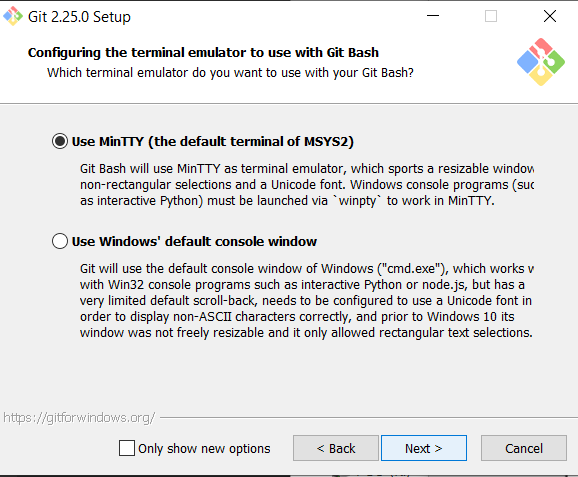 Git 2.25.0 Setup
Configuring the terminal emulator to use with Git Bash
Which terminal emulator do you want to use with your Git Bash?
Use MinTTY (the default terminal of MSYS2)
Git Bash will use MinTTY as terminal emulator, which sports a resizable window
non-rectangular selections and a Unicode font. Windows console programs (suc
as interactive Python) must be launched via `winpty` to work in MinTTY.
Use Windows' default console window
Git will use the default console window of Windows ("cmd.exe"), which works w
with Win32 console programs such as interactive Python or node.js, but has a
very limited default scroll-back, needs to be configured to use a Unicode font in
order to display non-ASCII characters correctly, and prior to Windows 10 its
window was not freely resizable and it only allowed rectangular text selections.
https://gitforwindows.org/
Only show new options
< Back
Next >
Cancel